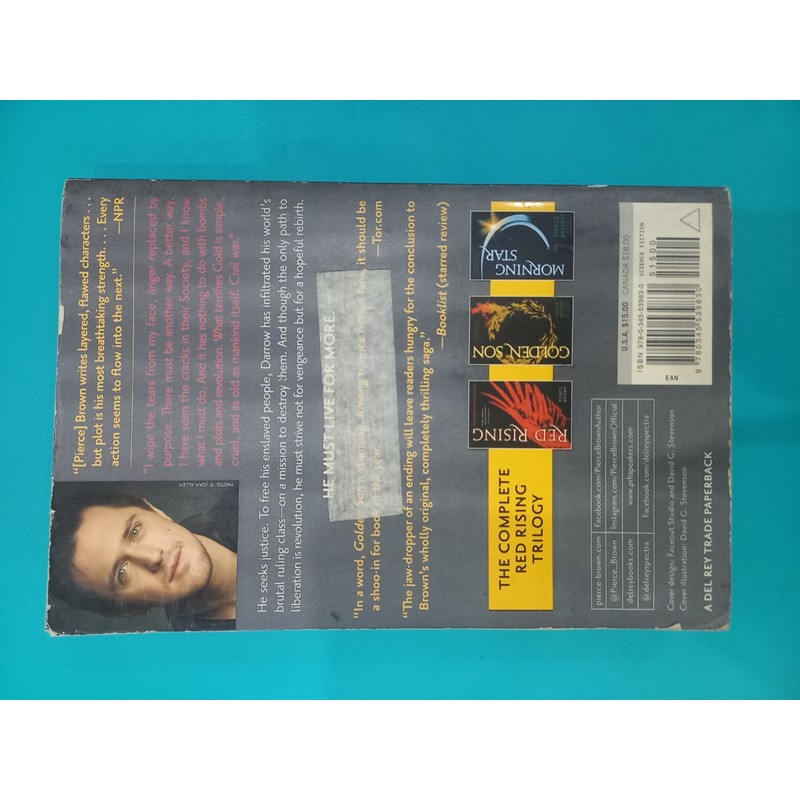 "[Pierce] Brown writes layered, flawed characters . . .
but plot is his most breathtaking strength. . . . Every
action seems to flow into the next."
—NPR
"I wipe the tears from my face, anger replaced by
purpose. There must be another way. A better way.
I have seen the cracks in their Society, and I know
what I must do. And it has nothing to do with bombs
and plots and revolution. What terrifies Gold is simple,
cruel, and as old as mankind itself. Civil war."
PHOTO: © JOAN ALLEN
He seeks justice. To free his enslaved people, Darrow has infiltrated his world's
brutal ruling class—on a mission to destroy them. And though the only path to
liberation is revolution, he must strive not for vengeance but for a hopeful rebirth.
HE MUST LIVE FOR MORE.
"In a word, Golden it should be
a shoo-in for —Tor.com
"The jaw-dropper of an ending will leave readers hungry for the conclusion to
Brown's wholly original, completely thrilling saga."
—Booklist (starred review)
THE COMPLETE
RED RISING
TRILOGY
RED RISING
PIERCE BROWN
GOLDEN SON
MORNING
STAR
PIERCE BROWN
pierce-brown.com Facebook.com/PierceBrownAuthor
@Pierce_Brown Instagram.com/PierceBrownOfficial
delreybooks.com www.prhspeakers.com
@delreyspectra Facebook.com/delreyspectra
Cover design: Faceout Studio and David G. Stevenson
Cover illustration: David G. Stevenson
A DEL REY TRADE PAPERBACK
U.S.A. $15.00 CANADA $18.00
ISBN 978-0-345-53983-0 SCIENCE FICTION
51500
9 780345 539830
EAN